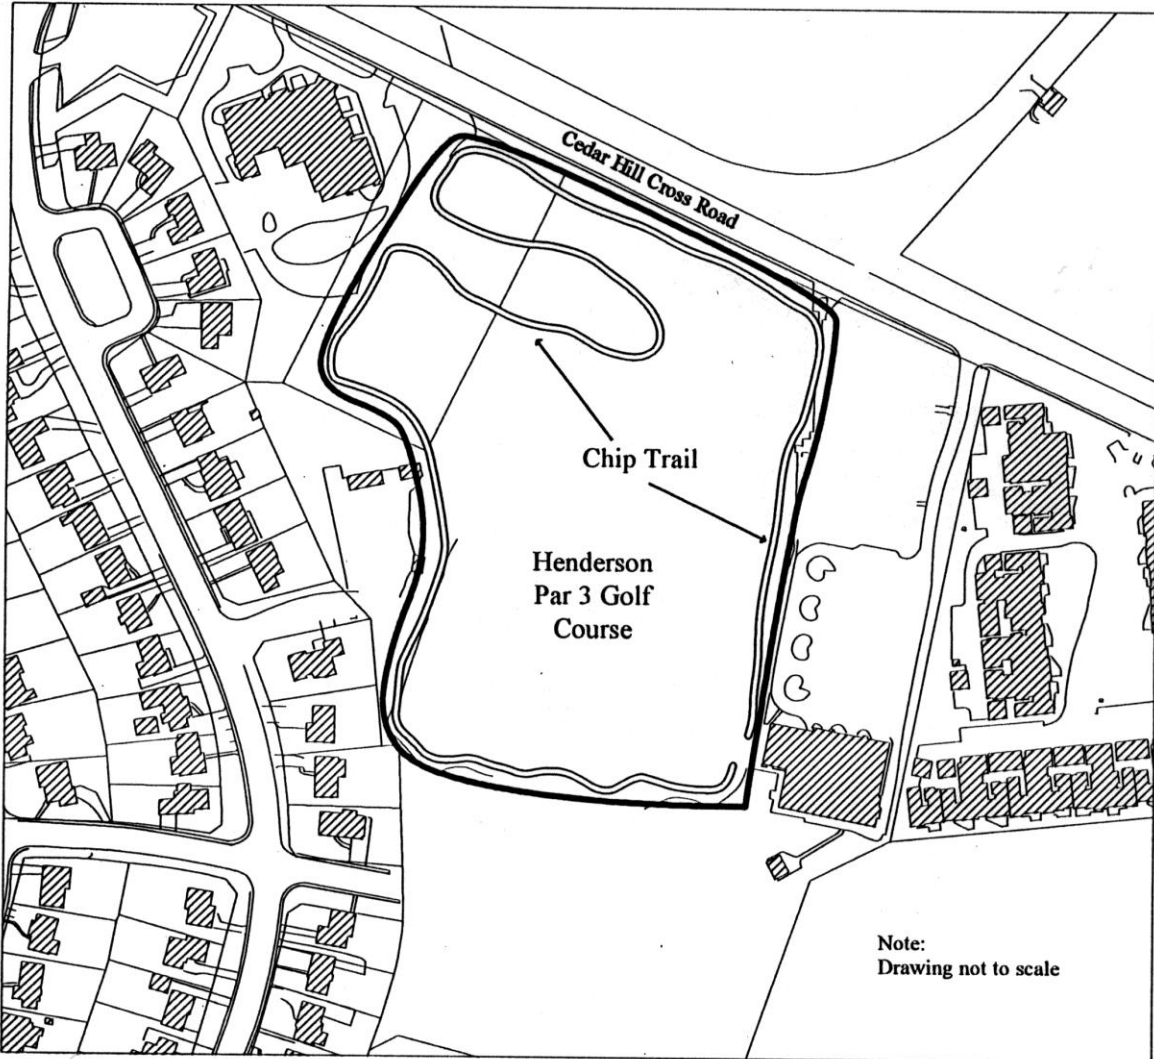 Cedar Hill Cross Road
Chip Trail
Henderson
Par 3 Golf
Course
Note:
Drawing not to scale